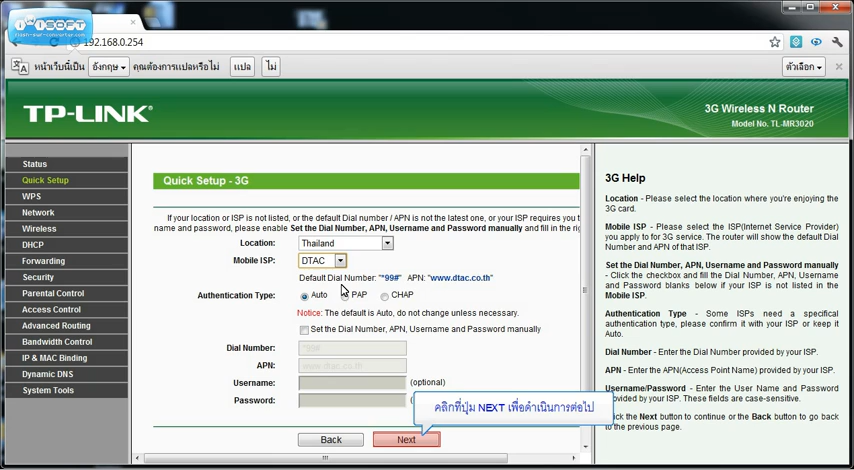 iWiSOFT
flash-swf-converter.com
192.168.0.254
หน้าเว็บนี้เป็น อังกฤษ คุณต้องการแปลหรือไม่ แปล ไม่ ตัวเลือก
TP-LINK®
3G Wireless N Router
Model No. TL-MR3020
Status
Quick Setup
WPS
Network
Wireless
DHCP
Forwarding
Security
Parental Control
Access Control
Advanced Routing
Bandwidth Control
IP & MAC Binding
Dynamic DNS
System Tools
Quick Setup - 3G
If your location or ISP is not listed, or the default Dial number / APN is not the latest one, or your ISP requires you t
name and password, please enable Set the Dial Number, APN, Username and Password manually and fill in the rig
Location: Thailand
Mobile ISP: DTAC
Default Dial Number: "*99#" APN: "www.dtac.co.th"
Authentication Type: Auto PAP CHAP
Notice: The default is Auto, do not change unless necessary.
Set the Dial Number, APN, Username and Password manually
Dial Number: *99#
APN: www.dtac.co.th
Username: (optional)
Password: (
คลิกที่ปุ่ม NEXT เพื่อดำเนินการต่อไป
Back Next
3G Help
Location - Please select the location where you're enjoying the
3G card.
Mobile ISP - Please select the ISP(Internet Service Provider)
you apply to for 3G service. The router will show the default Dial
Number and APN of that ISP.
Set the Dial Number, APN, Username and Password manually
- Click the checkbox and fill the Dial Number, APN, Username
and Password blanks below if your ISP is not listed in the
Mobile ISP.
Authentication Type - Some ISPs need a specifical
authentication type, please confirm it with your ISP or keep it
Auto.
Dial Number - Enter the Dial Number provided by your ISP.
APN - Enter the APN(Access Point Name) provided by your ISP.
Username/Password - Enter the User Name and Password
provided by your ISP. These fields are case-sensitive.
lick the Next button to continue or the Back button to go back
to the previous page.